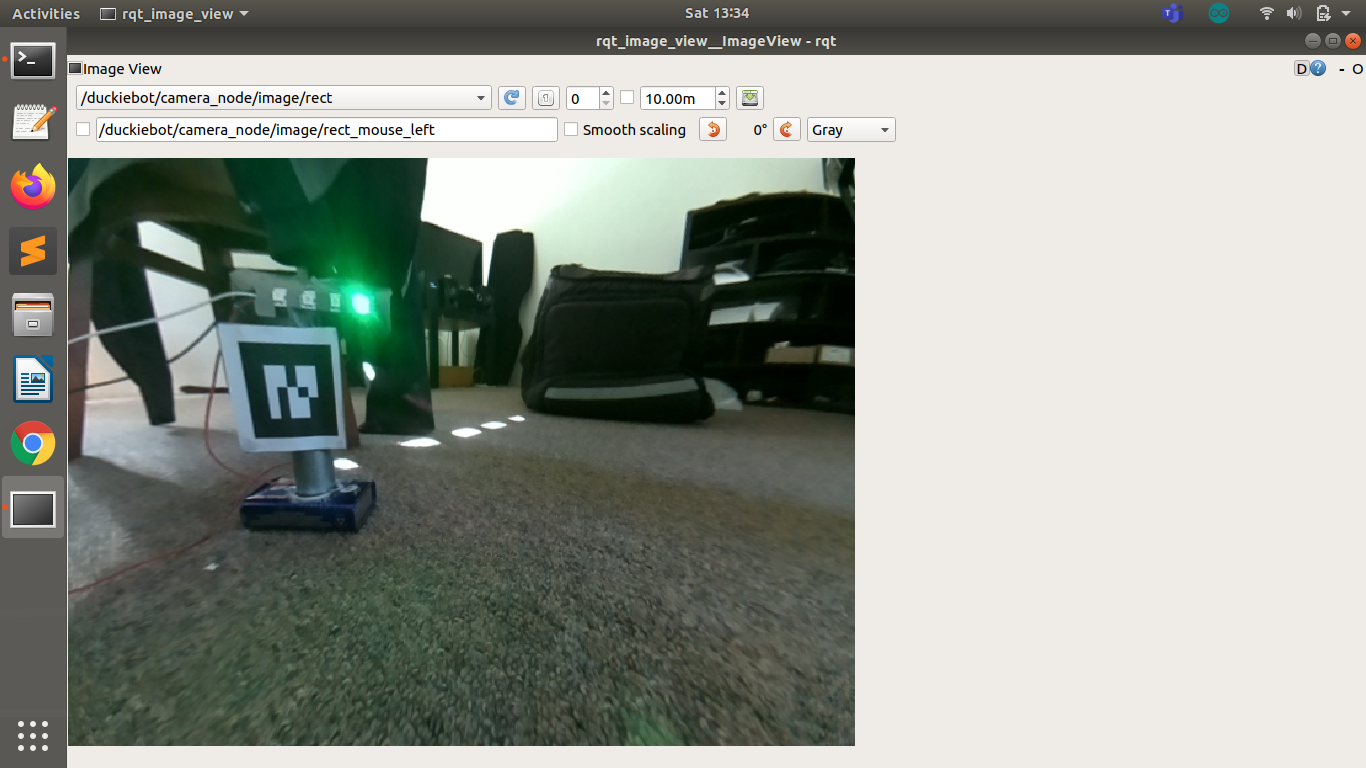 Activities rqt_image_view Sat 13:34
rqt_image_view__ImageView - rqt
Image View D ? - O
/duckiebot/camera_node/image/rect 0 10.00m
/duckiebot/camera_node/image/rect_mouse_left Smooth scaling 0° Gray